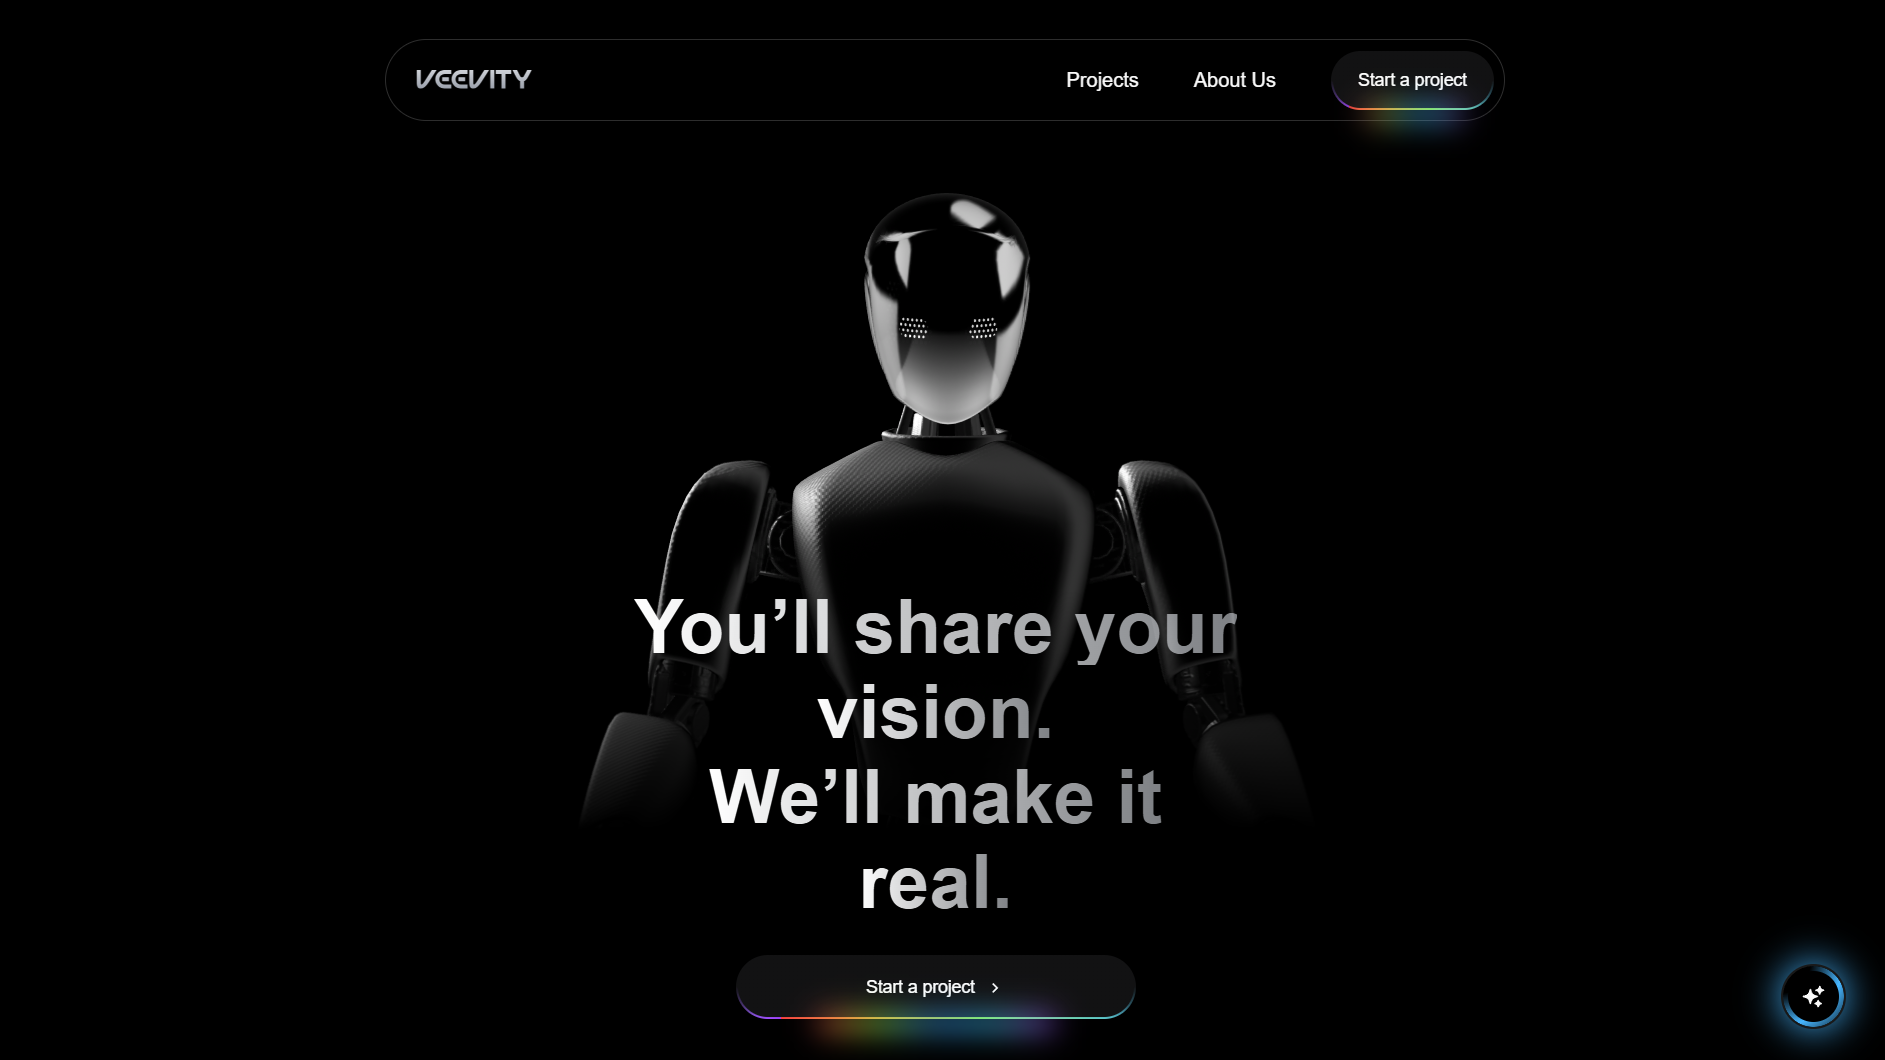 VEEVITY
Projects
About Us
Start a project
You’ll share your
vision.
We’ll make it
real.
Start a project